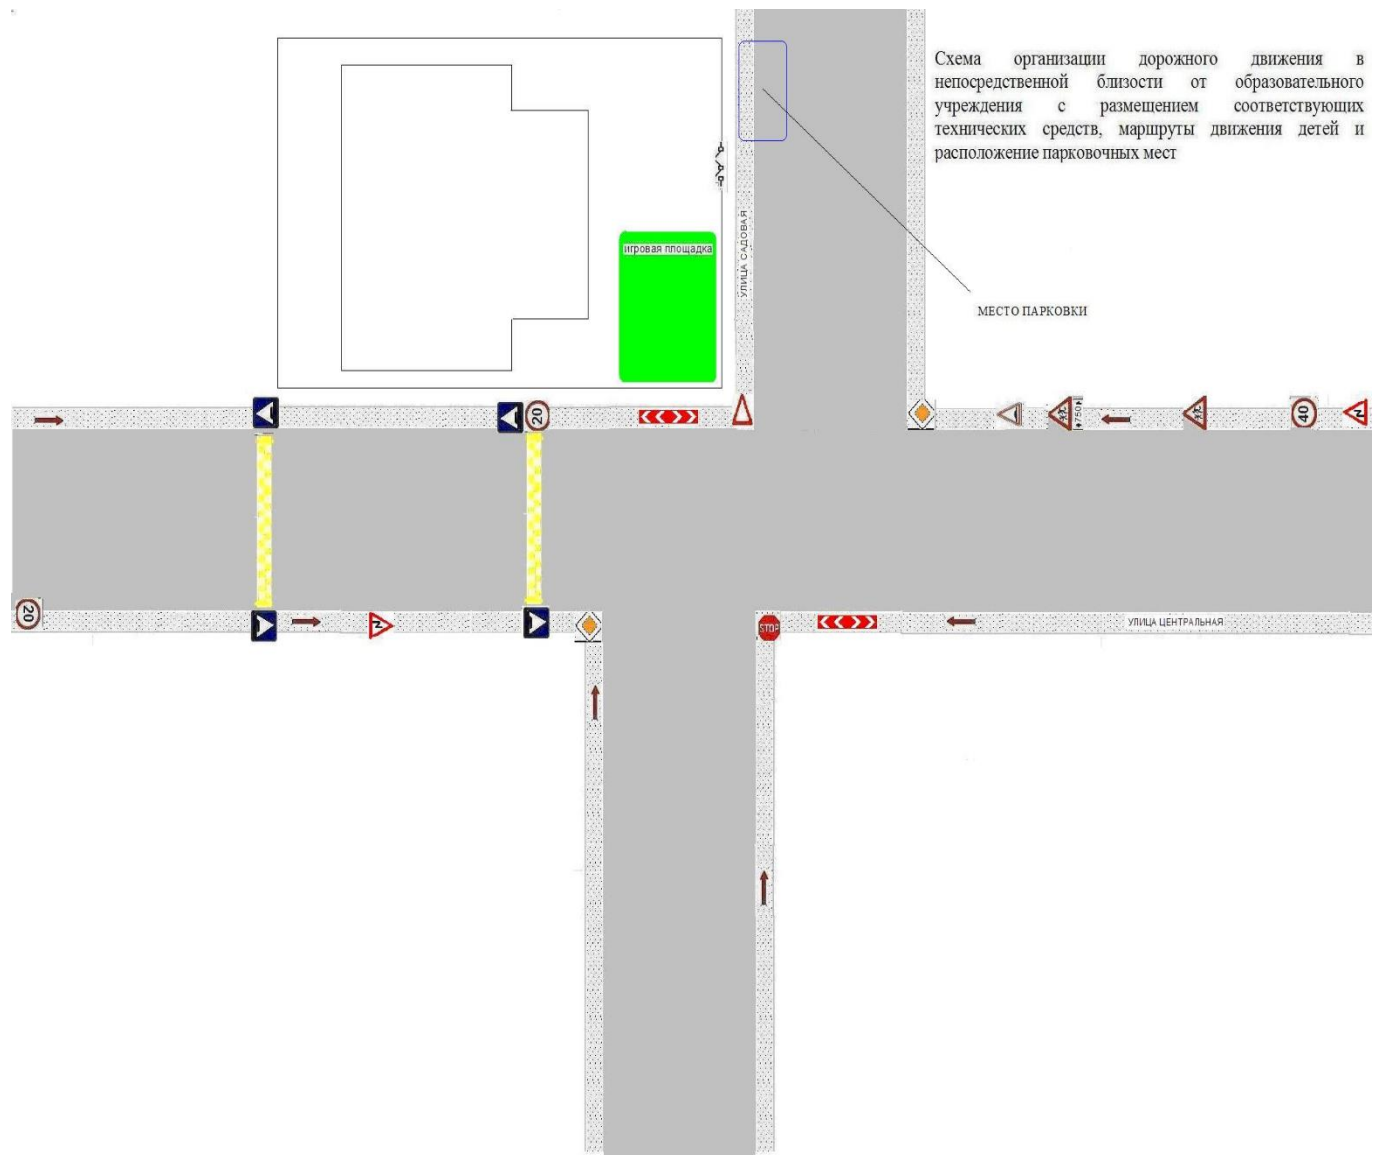 Схема организации дорожного движения в
непосредственной близости от образовательного
учреждения с размещением соответствующих
технических средств, маршруты движения детей и
расположение парковочных мест
УЛИЦА САДОВАЯ
игровая площадка
МЕСТО ПАРКОВКИ
20
750
40
20
STOP
УЛИЦА ЦЕНТРАЛЬНАЯ